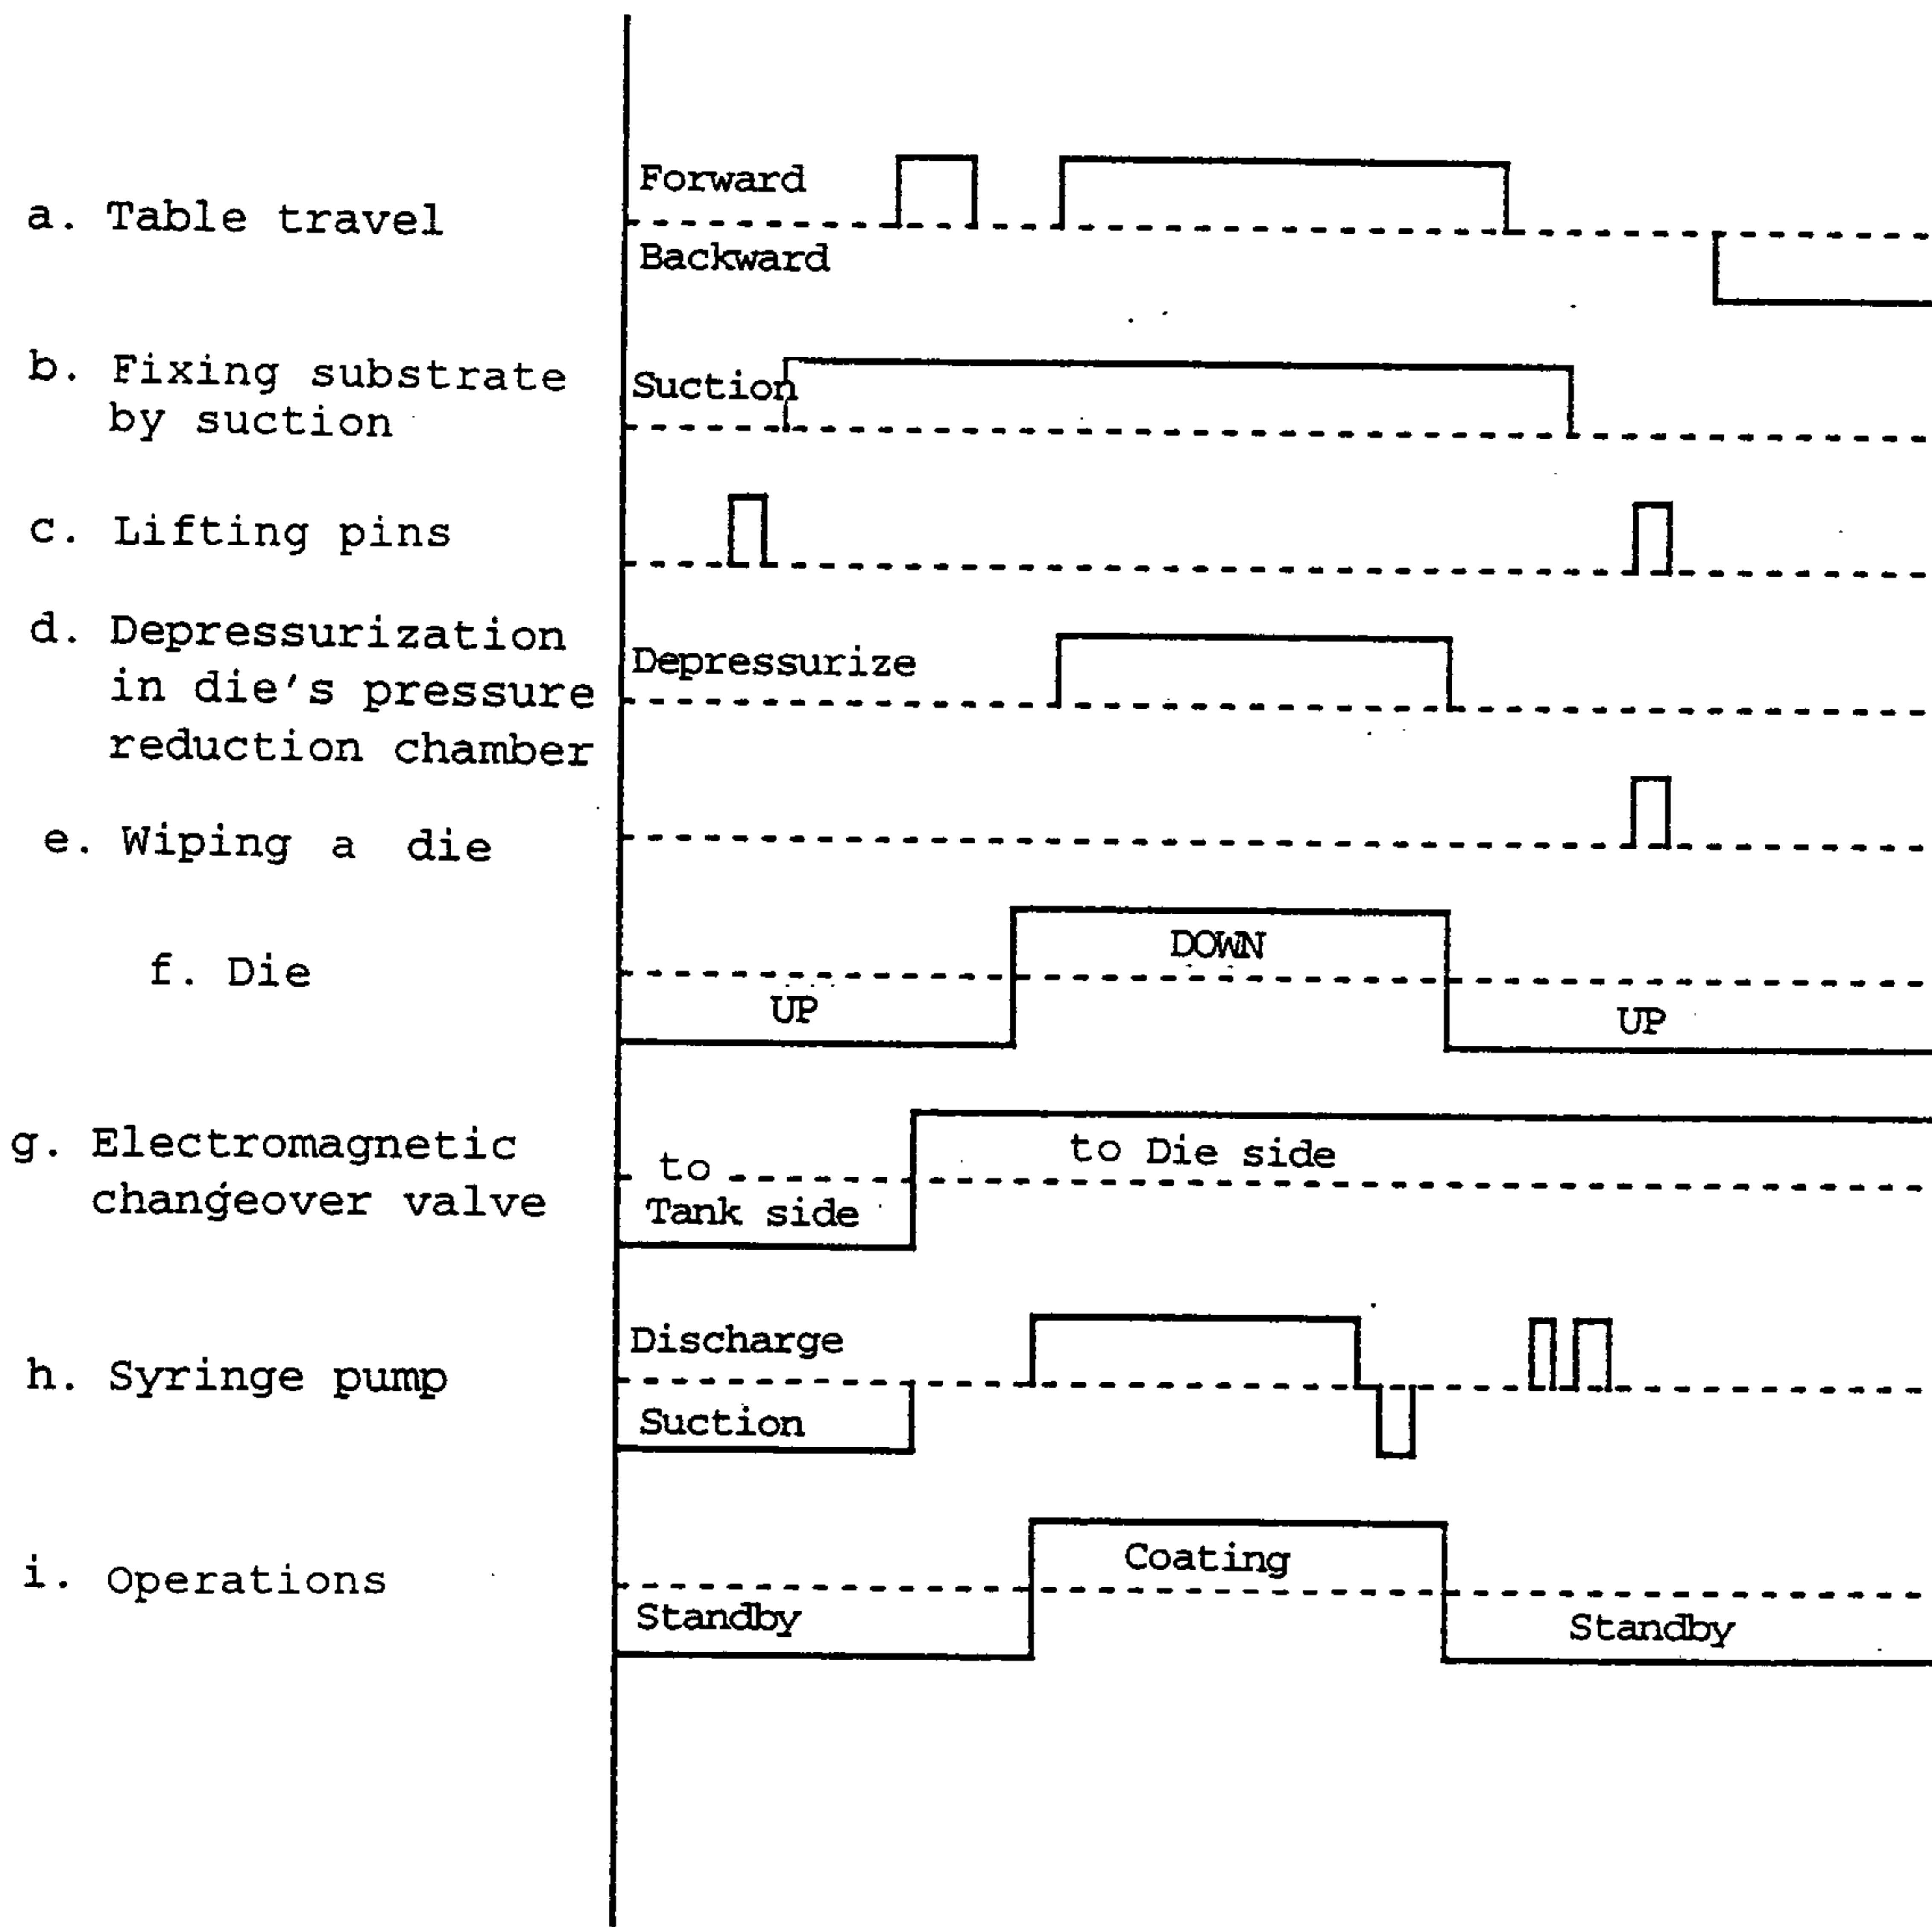 Forward
a. Table travel
Backward
b. Fixing substrate
by suction
Suction
c. Lifting pins
d. Depressurization
in die's pressure
reduction chamber
Depressurize
e. Wiping a die
f. Die
DOWN
UP
UP
g. Electromagnetic
changeover valve
to
Tank side
to Die side
h. Syringe pump
Discharge
Suction
i. Operations
Coating
Standby
Standby